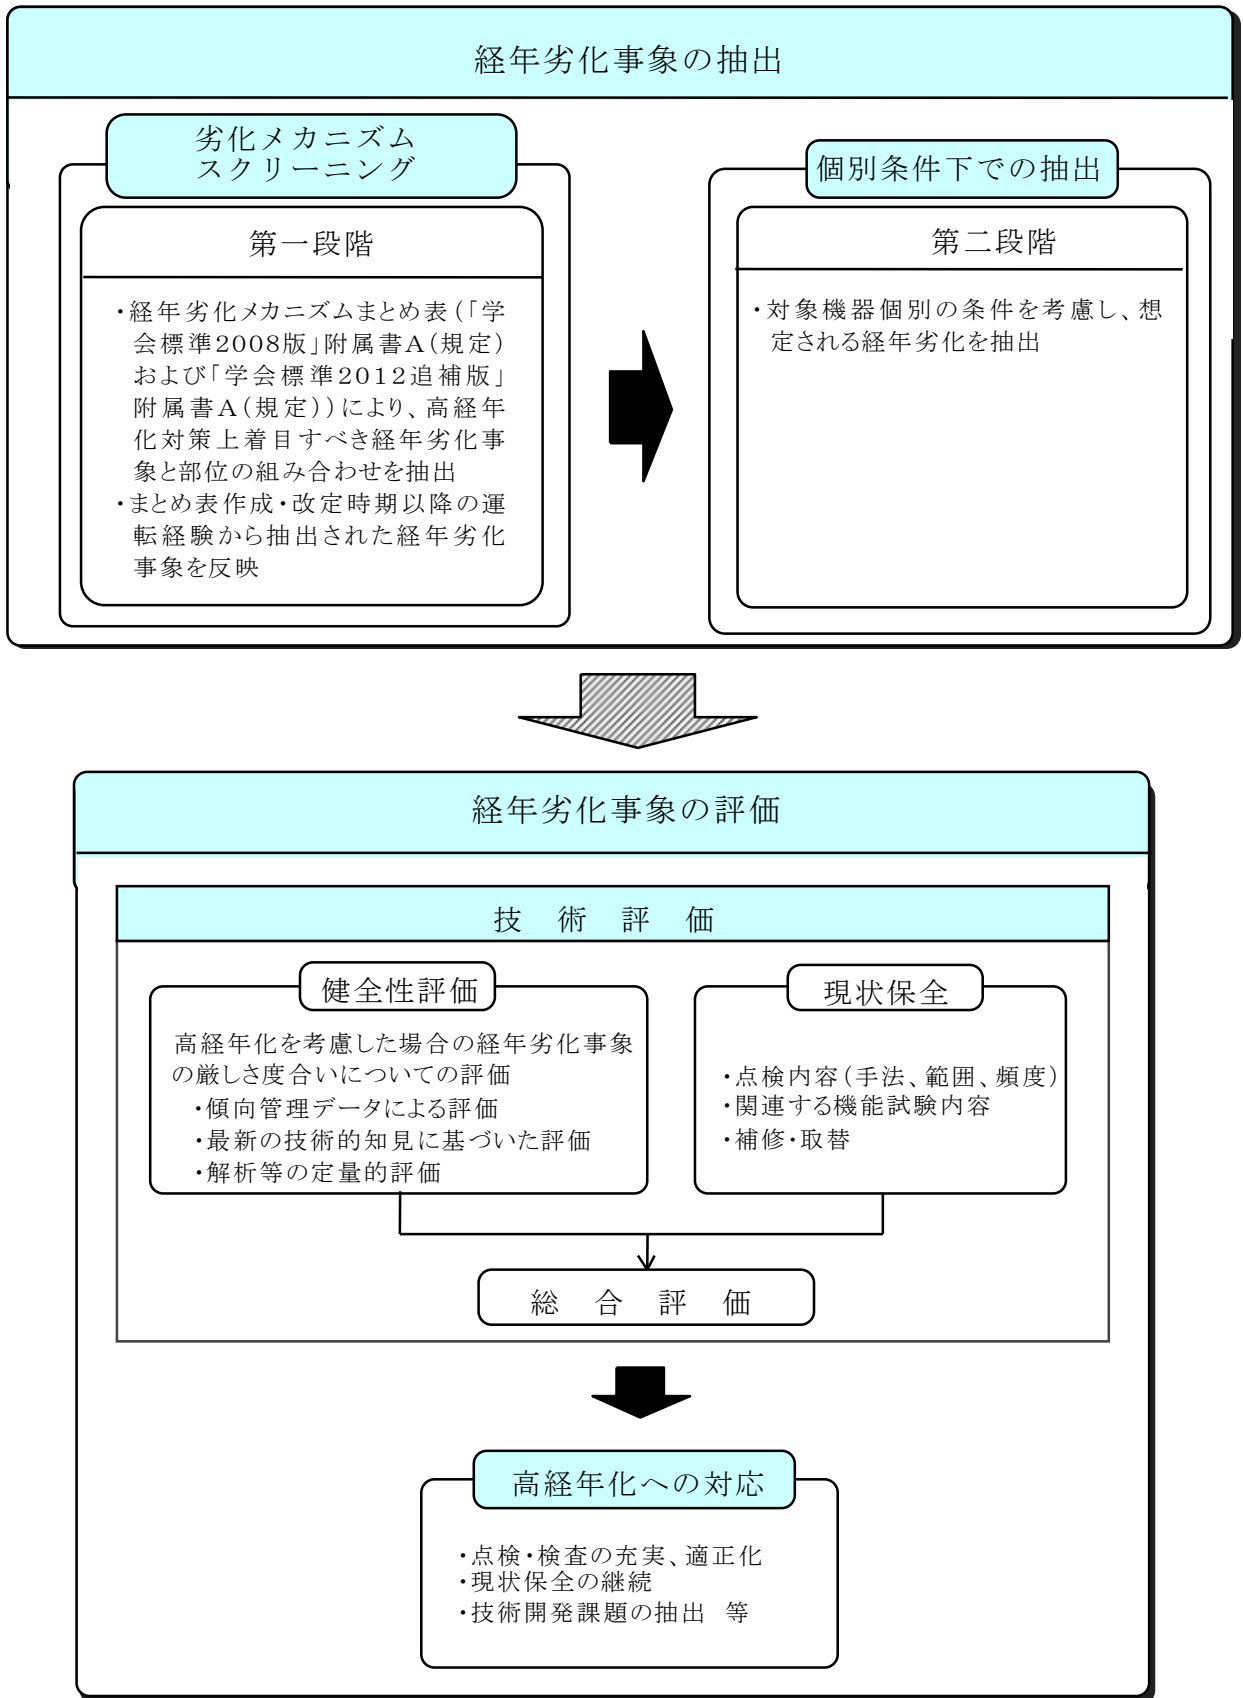 経年劣化事象の抽出
劣化メカニズム
スクリーニング
第一段階
・経年劣化メカニズムまとめ表(「学
会標準2008版」附属書A(規定)
および「学会標準2012追補版」
附属書A(規定))により、高経年
化対策上着目すべき経年劣化事
象と部位の組み合わせを抽出
・まとめ表作成・改定時期以降の運
転経験から抽出された経年劣化
事象を反映
個別条件下での抽出
第二段階
・対象機器個別の条件を考慮し、想
定される経年劣化を抽出
経年劣化事象の評価
技術評価
健全性評価
高経年化を考慮した場合の経年劣化事象
の厳しさ度合いについての評価
・傾向管理データによる評価
・最新の技術的知見に基づいた評価
・解析等の定量的評価
現状保全
・点検内容(手法、範囲、頻度)
・関連する機能試験内容
・補修・取替
総合評価
高経年化への対応
・点検・検査の充実、適正化
・現状保全の継続
・技術開発課題の抽出 等